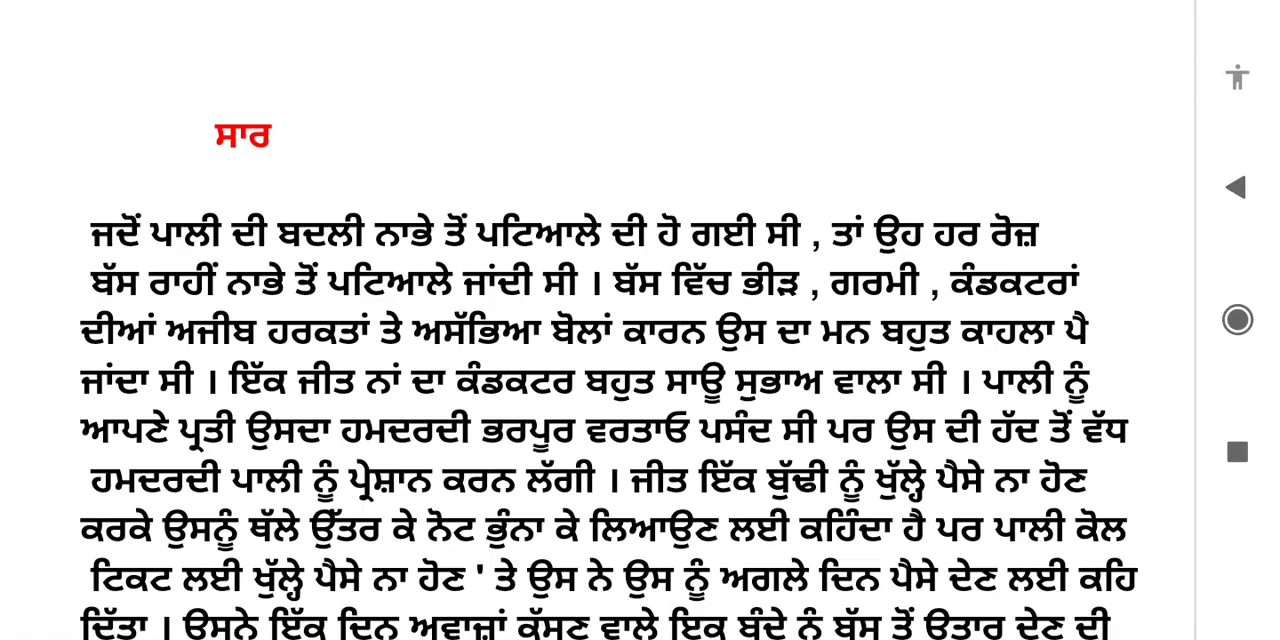 ਸਾਰ
ਜਦੋਂ ਪਾਲੀ ਦੀ ਬਦਲੀ ਨਾਭੇ ਤੋਂ ਪਟਿਆਲੇ ਦੀ ਹੋ ਗਈ ਸੀ , ਤਾਂ ਉਹ ਹਰ ਰੋਜ਼
ਬੱਸ ਰਾਹੀਂ ਨਾਭੇ ਤੋਂ ਪਟਿਆਲੇ ਜਾਂਦੀ ਸੀ । ਬੱਸ ਵਿੱਚ ਭੀੜ , ਗਰਮੀ , ਕੰਡਕਟਰਾਂ
ਦੀਆਂ ਅਜੀਬ ਹਰਕਤਾਂ ਤੇ ਅਸੱਭਿਆ ਬੋਲਾਂ ਕਾਰਨ ਉਸ ਦਾ ਮਨ ਬਹੁਤ ਕਾਹਲਾ ਪੈ
ਜਾਂਦਾ ਸੀ । ਇੱਕ ਜੀਤ ਨਾਂ ਦਾ ਕੰਡਕਟਰ ਬਹੁਤ ਸਾਊ ਸੁਭਾਅ ਵਾਲਾ ਸੀ । ਪਾਲੀ ਨੂੰ
ਆਪਣੇ ਪ੍ਰਤੀ ਉਸਦਾ ਹਮਦਰਦੀ ਭਰਪੂਰ ਵਰਤਾਓ ਪਸੰਦ ਸੀ ਪਰ ਉਸ ਦੀ ਹੱਦ ਤੋਂ ਵੱਧ
ਹਮਦਰਦੀ ਪਾਲੀ ਨੂੰ ਪ੍ਰੇਸ਼ਾਨ ਕਰਨ ਲੱਗੀ । ਜੀਤ ਇੱਕ ਬੁੱਢੀ ਨੂੰ ਖੁੱਲ੍ਹੇ ਪੈਸੇ ਨਾ ਹੋਣ
ਕਰਕੇ ਉਸਨੂੰ ਥੱਲੇ ਉੱਤਰ ਕੇ ਨੋਟ ਭੁੰਨਾ ਕੇ ਲਿਆਉਣ ਲਈ ਕਹਿੰਦਾ ਹੈ ਪਰ ਪਾਲੀ ਕੋਲ
ਟਿਕਟ ਲਈ ਖੁੱਲ੍ਹੇ ਪੈਸੇ ਨਾ ਹੋਣ ' ਤੇ ਉਸ ਨੇ ਉਸ ਨੂੰ ਅਗਲੇ ਦਿਨ ਪੈਸੇ ਦੇਣ ਲਈ ਕਹਿ
ਦਿੱਤਾ । ਉਸਨੇ ਇੱਕ ਦਿਨ ਅਵਾਜ਼ਾਂ ਕੱਸਣ ਵਾਲੇ ਇਕ ਬੰਦੇ ਨੂੰ ਬੱਸ ਤੋਂ ਉਤਾਰ ਦੇਣ ਦੀ